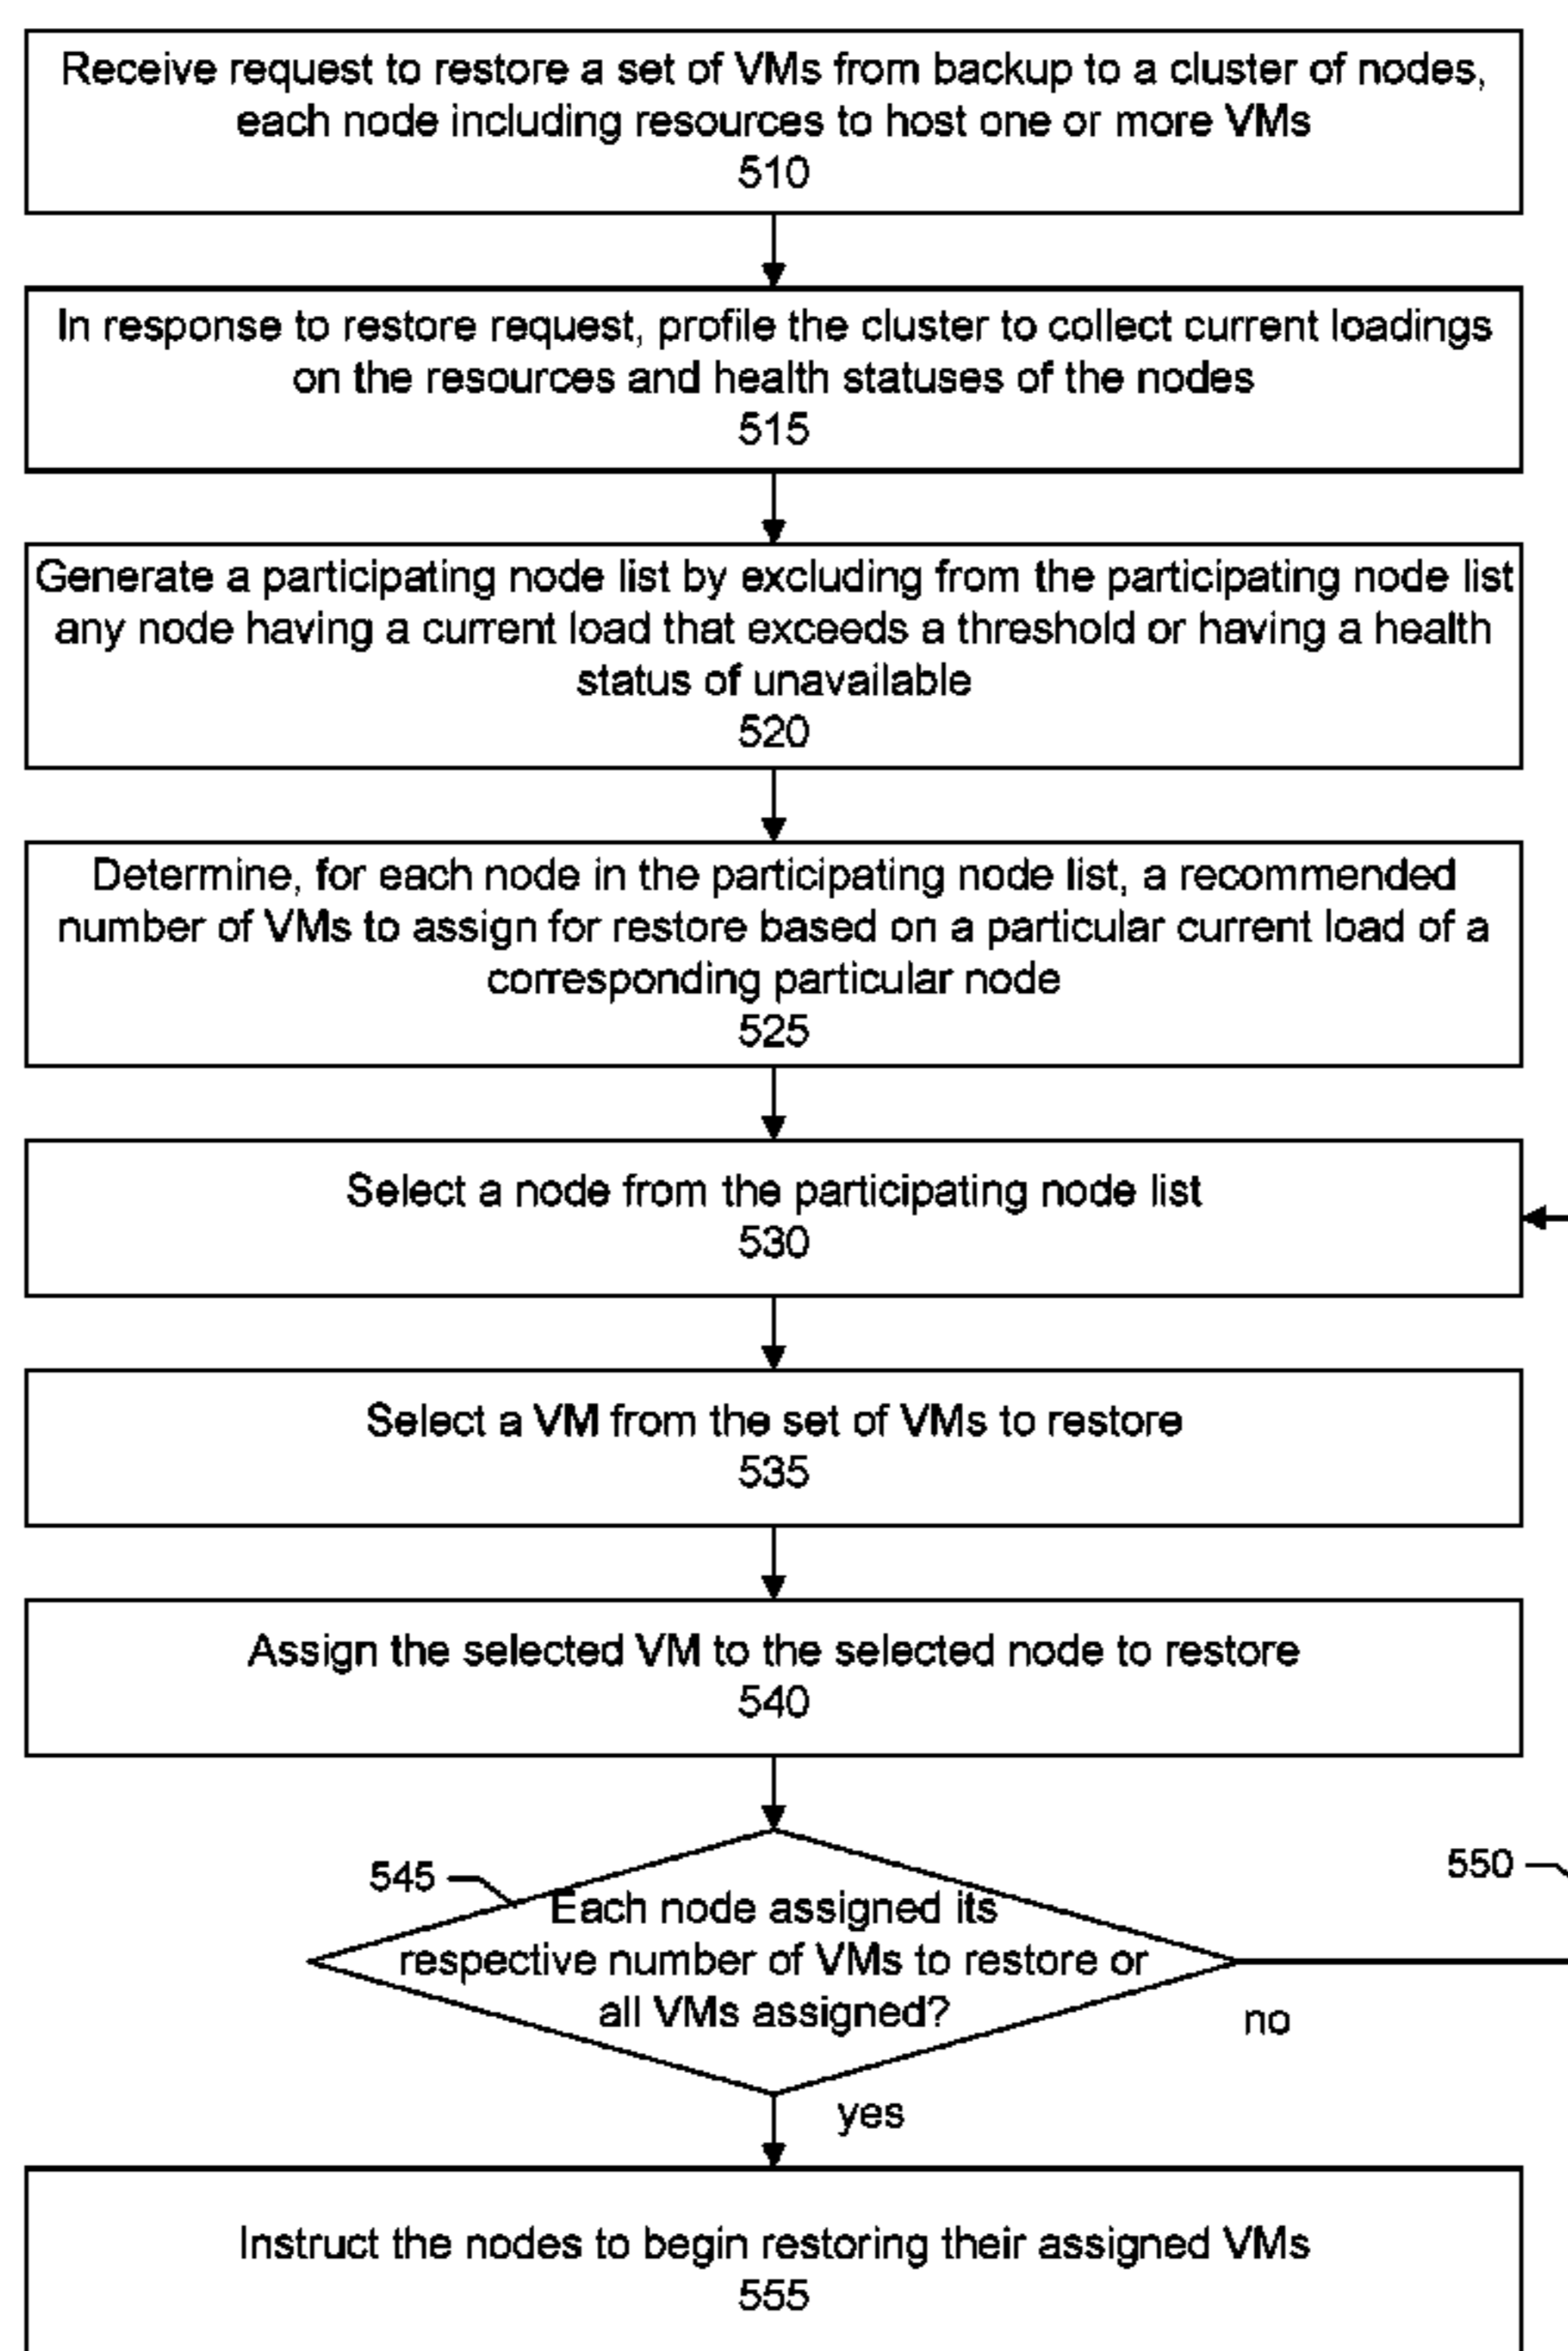 Receive request to restore a set of VMs from backup to a cluster of nodes,
each node including resources to host one or more VMs
510
In response to restore request, profile the cluster to collect current loadings
on the resources and health statuses of the nodes
515
Generate a participating node list by excluding from the participating node list
any node having a current load that exceeds a threshold or having a health
status of unavailable
520
Determine, for each node in the participating node list, a recommended
number of VMs to assign for restore based on a particular current load of a
corresponding particular node
525
Select a node from the participating node list
530
Select a VM from the set of VMs to restore
535
Assign the selected VM to the selected node to restore
540
545
550
Each node assigned its
respective number of VMs to restore or
all VMs assigned?
no
yes
Instruct the nodes to begin restoring their assigned VMs
555